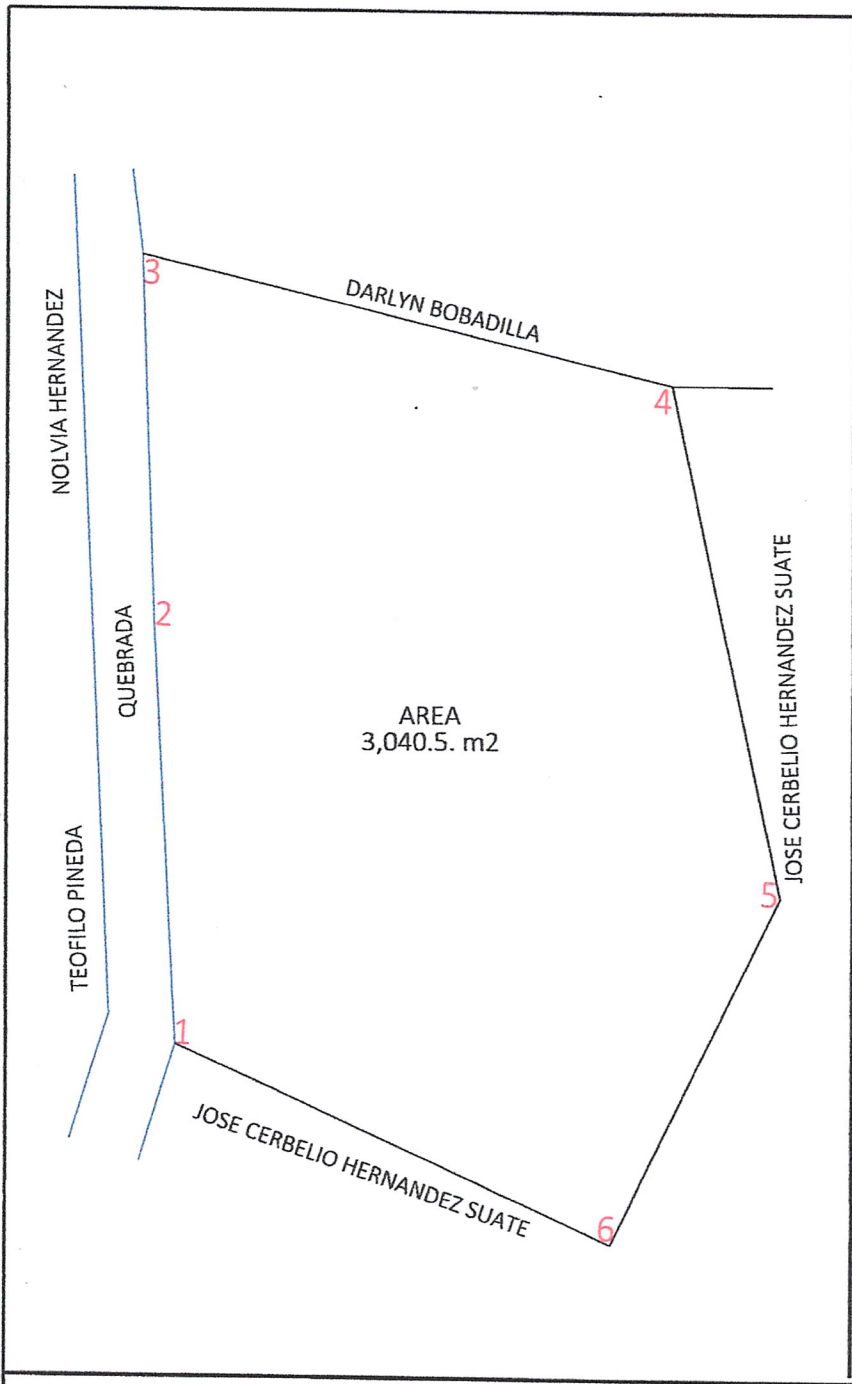 3
DARLYN BOBADILLA
4
NOLVIA HERNANDEZ
2
QUEBRADA
AREA
3,040.5. m2
JOSE CERBELIO HERNANDEZ SUATE
TEOFILO PINEDA
5
1
JOSE CERBELIO HERNANDEZ SUATE
6